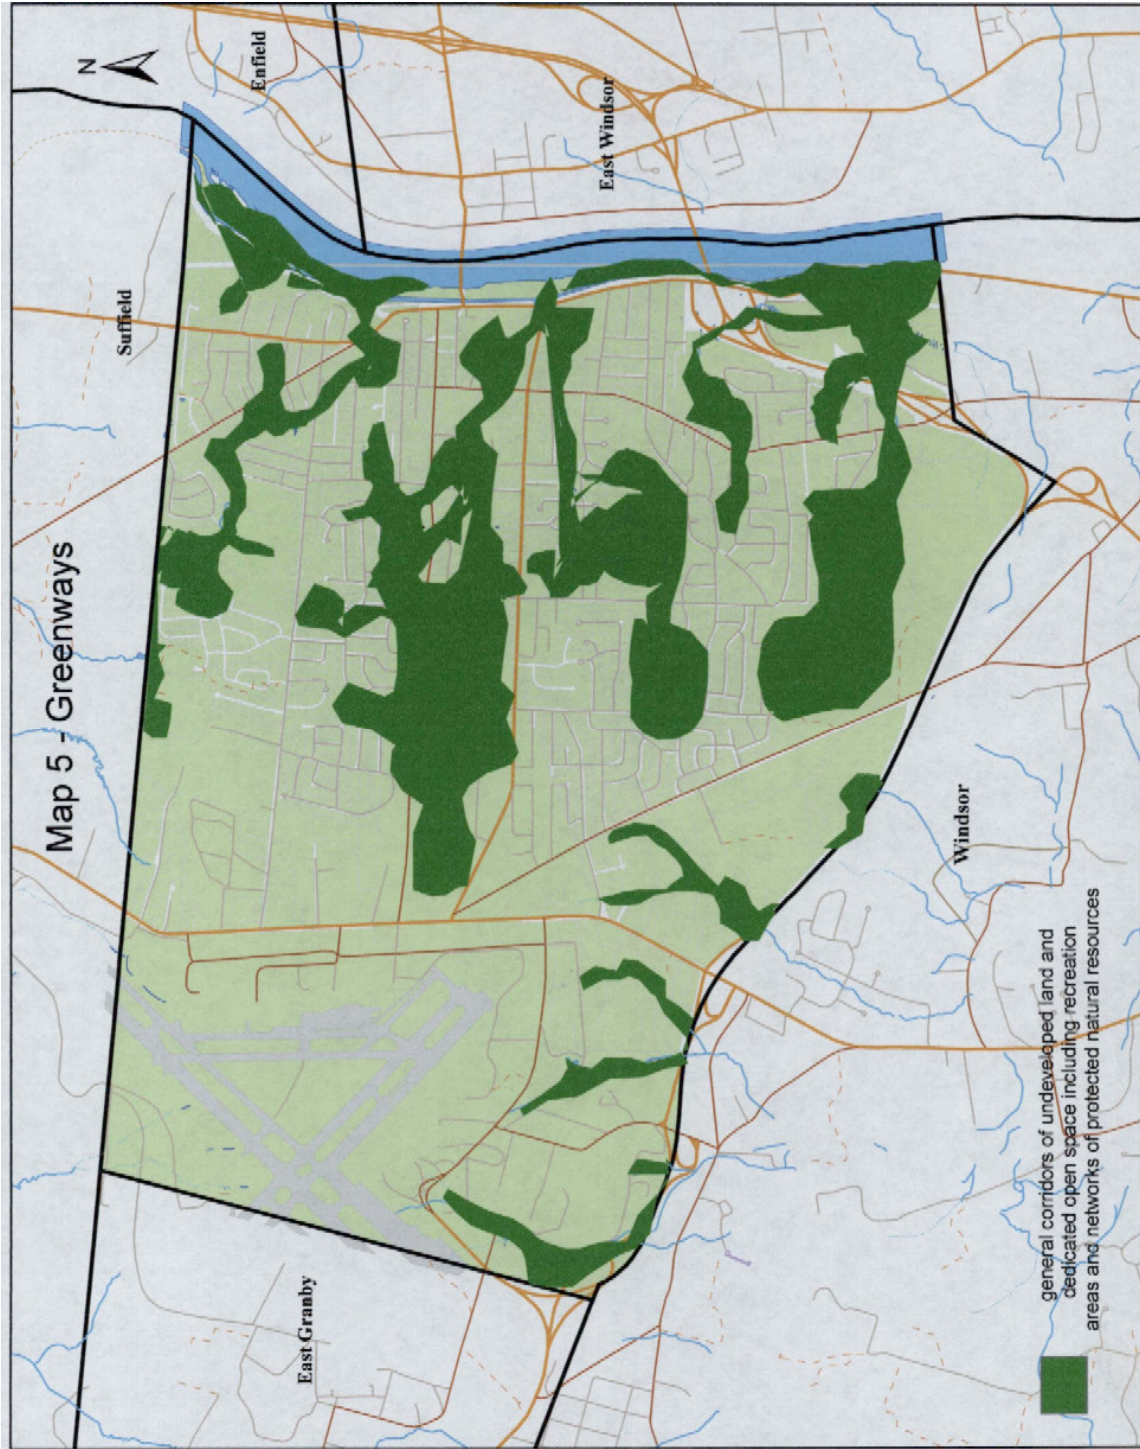 Map 5 - Greenways
N
Suffield
Enfield
East Windsor
East Granby
Windsor
general corridors of undeveloped land and
dedicated open space including recreation
areas and networks of protected natural resources